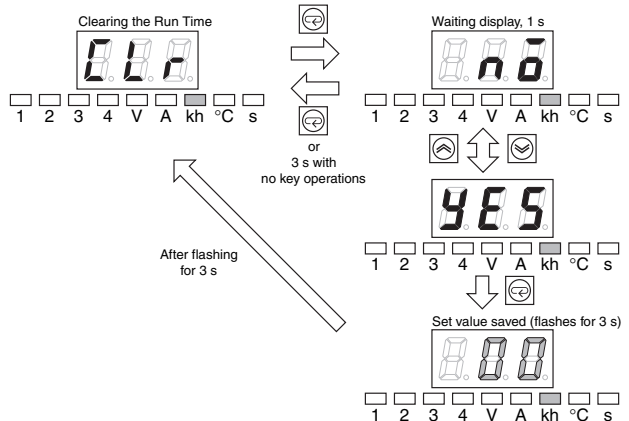 Clearing the Run Time
CLr
1 2 3 4 V A kh °C s
or
3 s with
no key operations
Waiting display, 1 s
nō
1 2 3 4 V A kh °C s
YES
1 2 3 4 V A kh °C s
After flashing
for 3 s
Set value saved (flashes for 3 s)
00
1 2 3 4 V A kh °C s